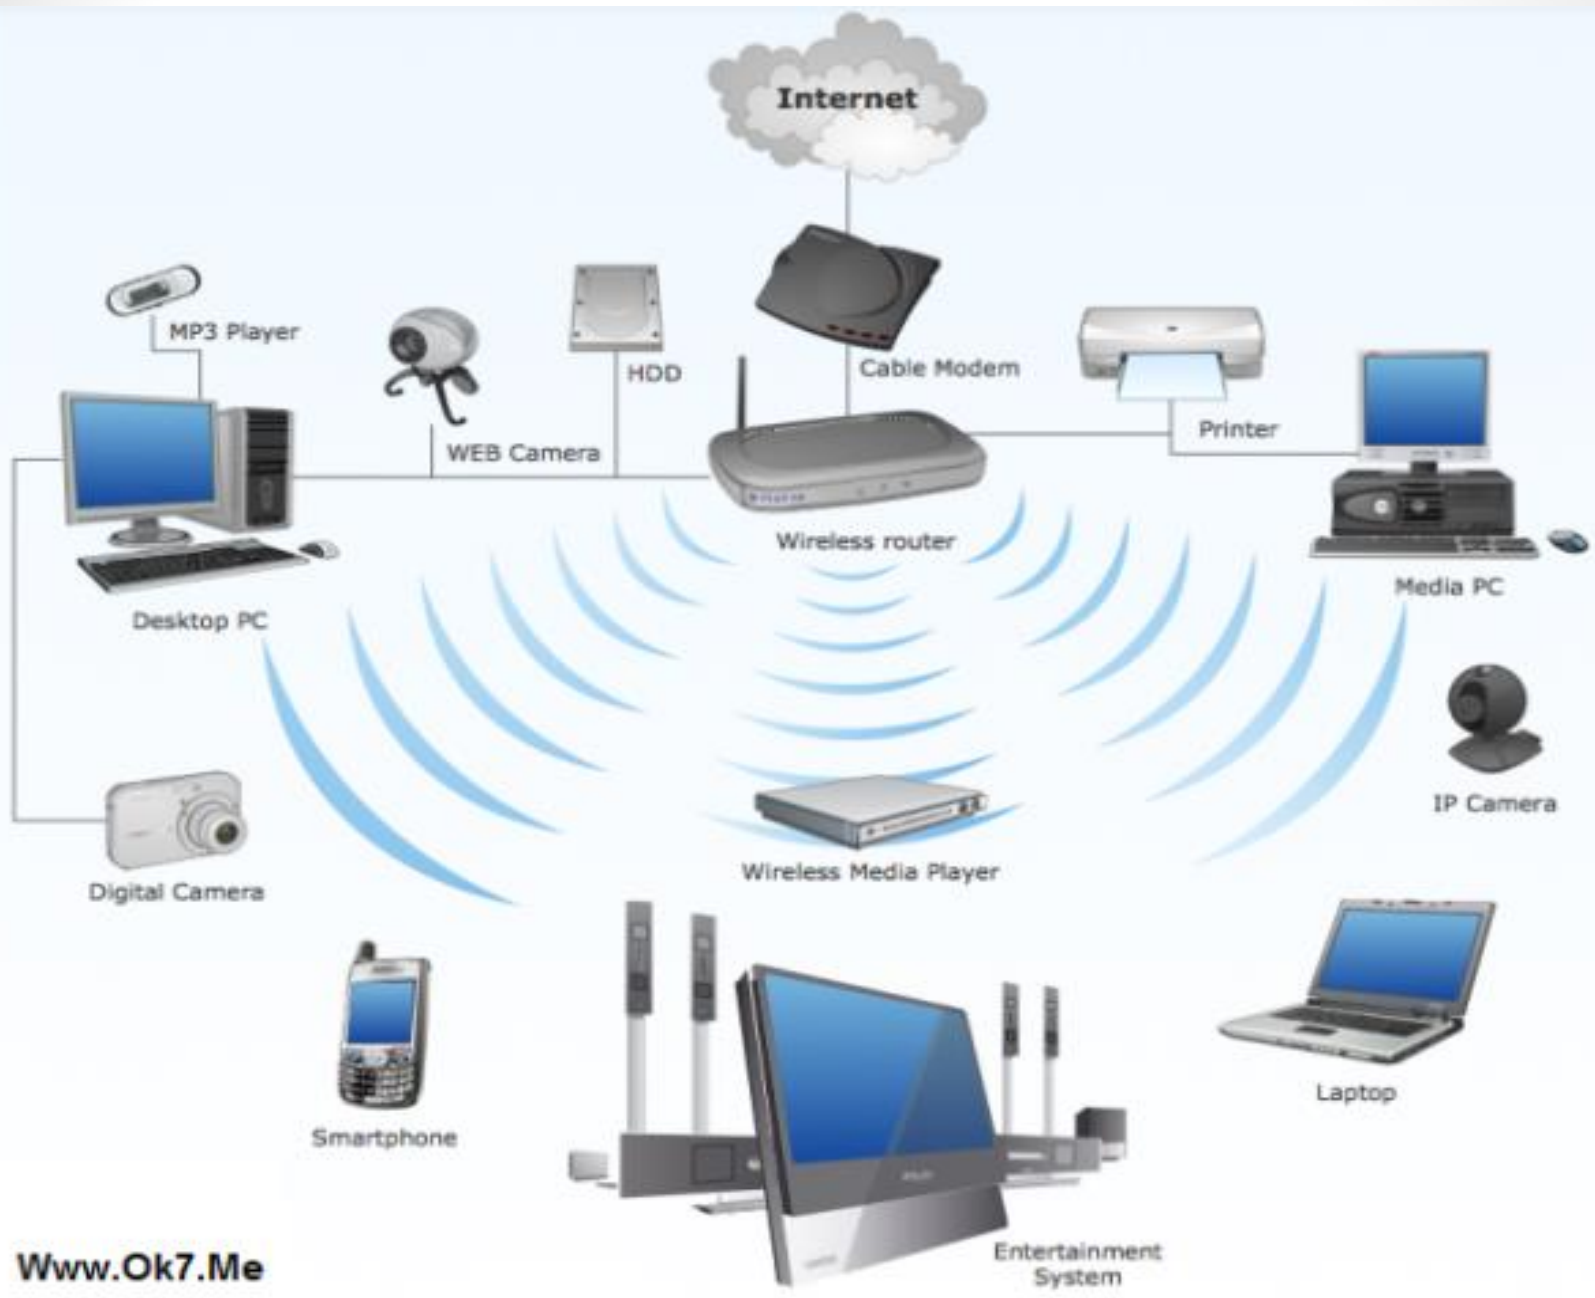 Internet
MP3 Player
HDD
Cable Modem
WEB Camera
Printer
Wireless router
Media PC
Desktop PC
IP Camera
Wireless Media Player
Digital Camera
Laptop
Smartphone
Entertainment
System
Www.Ok7.Me